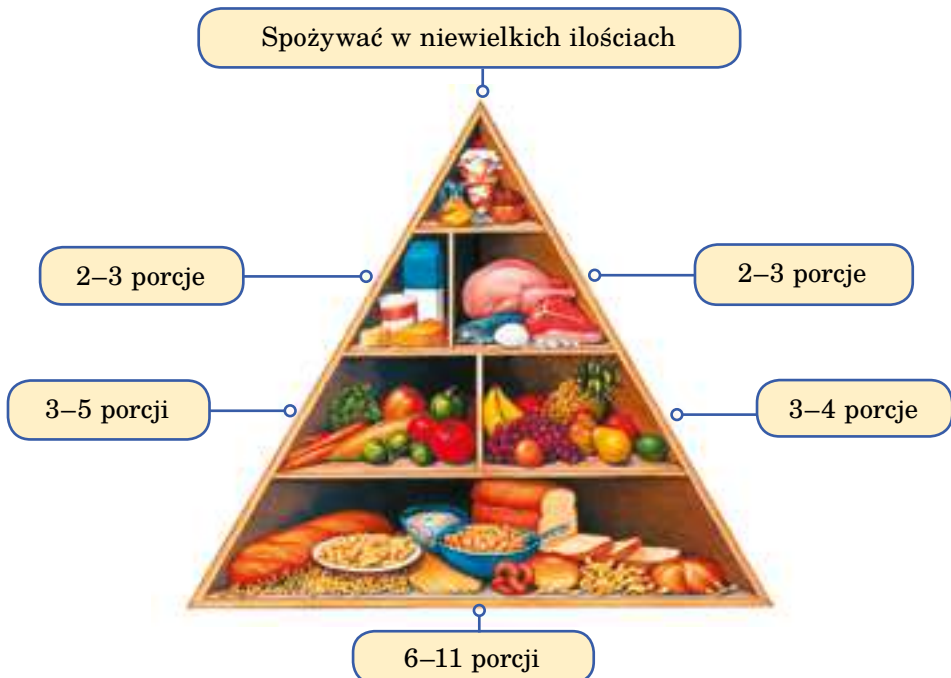 Spożywać w niewielkich ilościach
2–3 porcje
2–3 porcje
3–5 porcji
3–4 porcje
6–11 porcji